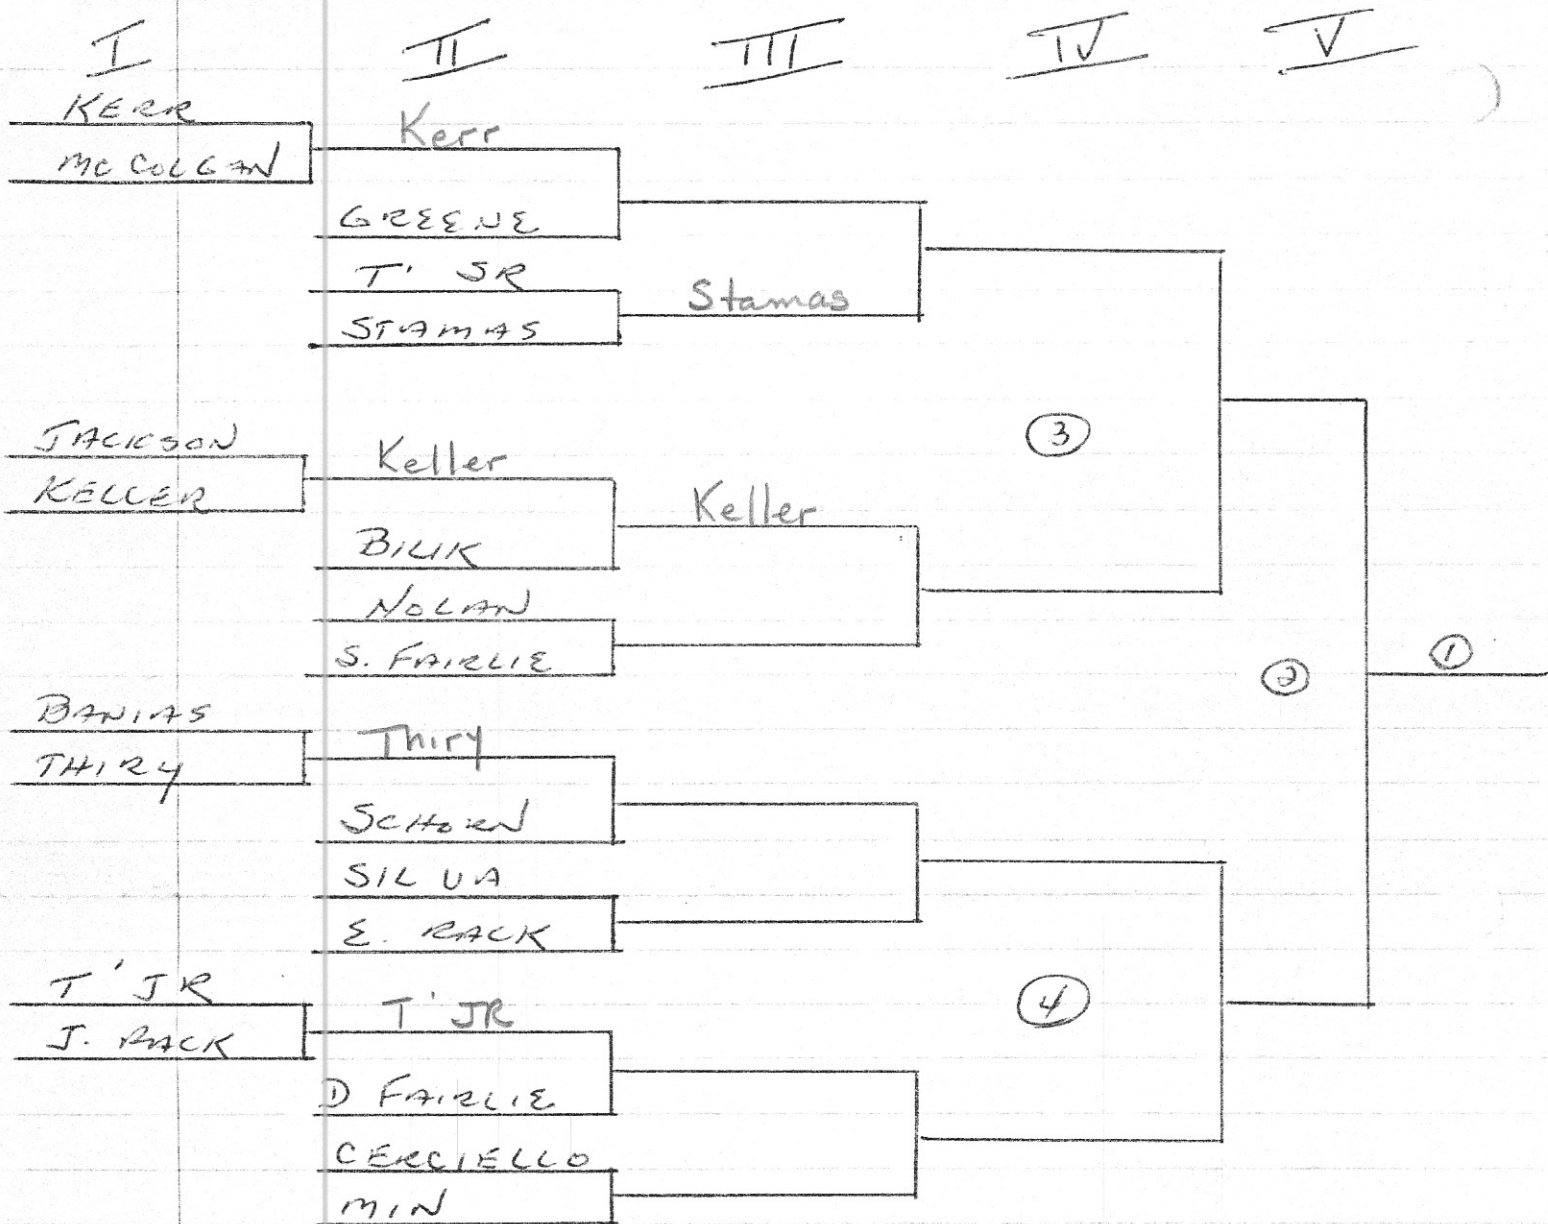 I II III IV V
KERR
Kerr
MC COLGAN
GREENE
T' SR
Stamas
STAMAS
JACKSON
Keller
3
KELLER
Keller
BILIK
NOLAN
S. FAIRLIE
1
2
BANIAS
Thiry
THIRY
SCHORN
SILVA
E. RACK
T' JR
T' JR
4
J. RACK
D FAIRLIE
CERCIELLO
MIN